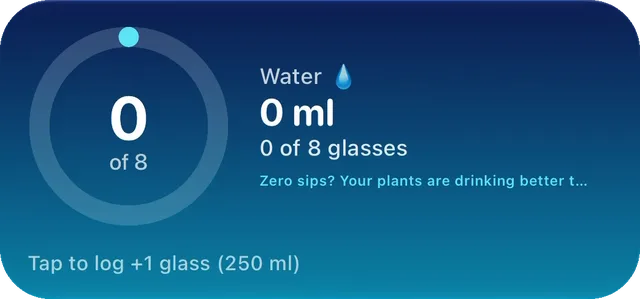 0
of 8
Water 💧
0 ml
0 of 8 glasses
Zero sips? Your plants are drinking better t...
Tap to log +1 glass (250 ml)